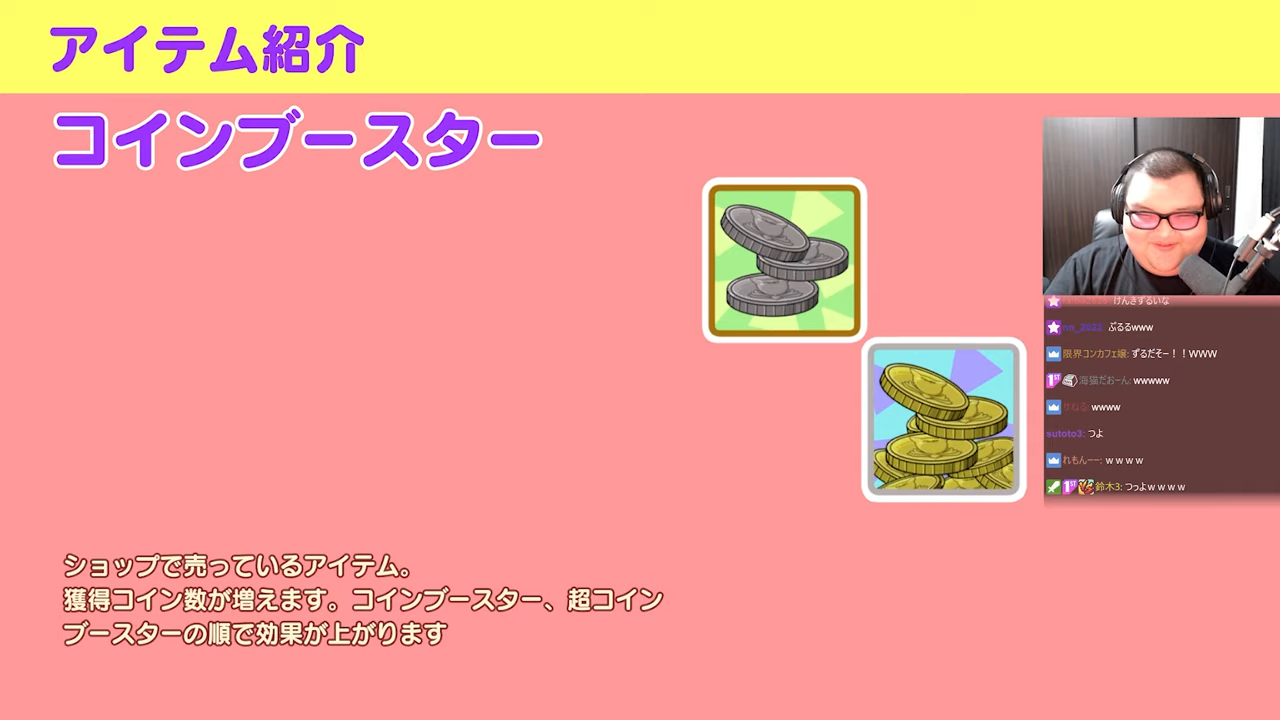 アイテム紹介
コインブースター
ショップで売っているアイテム。
獲得コイン数が増えます。コインブースター、超コイン
ブースターの順で効果が上がります
げんきずるいな
nn_2022: ぷるるwww
限界コンカフェ嬢: ずるだそー！！WWW
1ST 海猫だおーん: wwwww
wwww
sutoto3: つよ
れもんーー: ｗｗｗｗ
1ST 鈴木3: つっよｗｗｗｗ